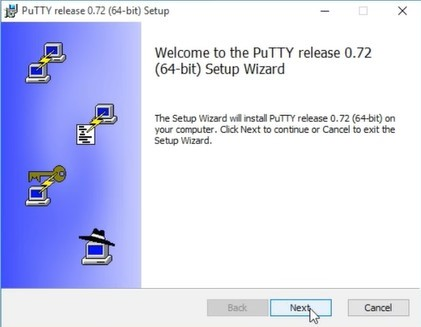 PuTTY release 0.72 (64-bit) Setup
Welcome to the PuTTY release 0.72
(64-bit) Setup Wizard
The Setup Wizard will install PuTTY release 0.72 (64-bit) on
your computer. Click Next to continue or Cancel to exit the
Setup Wizard.
Back
Next
Cancel